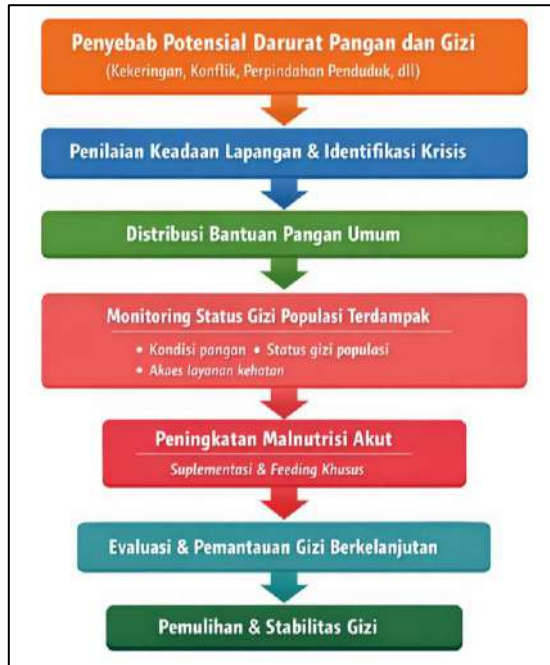 Penyebab Potensial Darurat Pangan dan Gizi
(Kekeringan, Konflik, Perpindahan Penduduk, dll)
Penilaian Keadaan Lapangan & Identifikasi Krisis
Distribusi Bantuan Pangan Umum
Monitoring Status Gizi Populasi Terdampak
• Kondisi pangan • Status gizi populasi
• Akaes layanan kehatan
Peningkatan Malnutrisi Akut
Suplementasi & Feeding Khusus
Evaluasi & Pemantauan Gizi Berkelanjutan
Pemulihan & Stabilitas Gizi